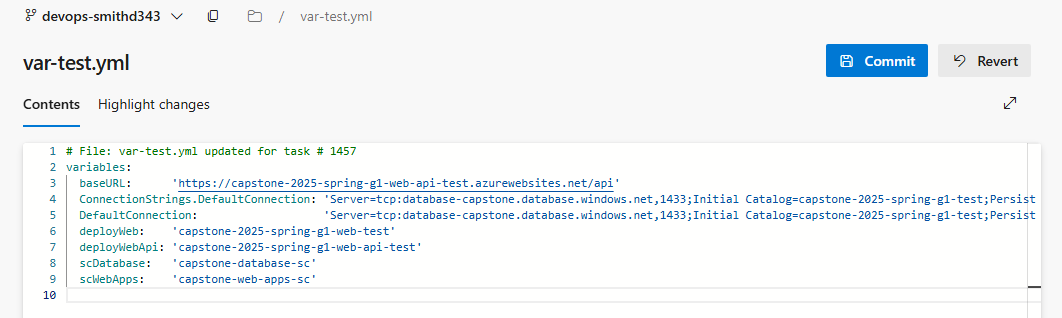 devops-smithd343 / var-test.yml
var-test.yml
Commit
Revert
Contents
Highlight changes
1 # File: var-test.yml updated for task # 1457
2 variables:
3   baseURL:      'https://capstone-2025-spring-g1-web-api-test.azurewebsites.net/api'
4   ConnectionStrings.DefaultConnection: 'Server=tcp:database-capstone.database.windows.net,1433;Initial Catalog=capstone-2025-spring-g1-test;Persist
5   DefaultConnection:                   'Server=tcp:database-capstone.database.windows.net,1433;Initial Catalog=capstone-2025-spring-g1-test;Persist
6   deployWeb:    'capstone-2025-spring-g1-web-test'
7   deployWebApi: 'capstone-2025-spring-g1-web-api-test'
8   scDatabase:   'capstone-database-sc'
9   scWebApps:    'capstone-web-apps-sc'
10